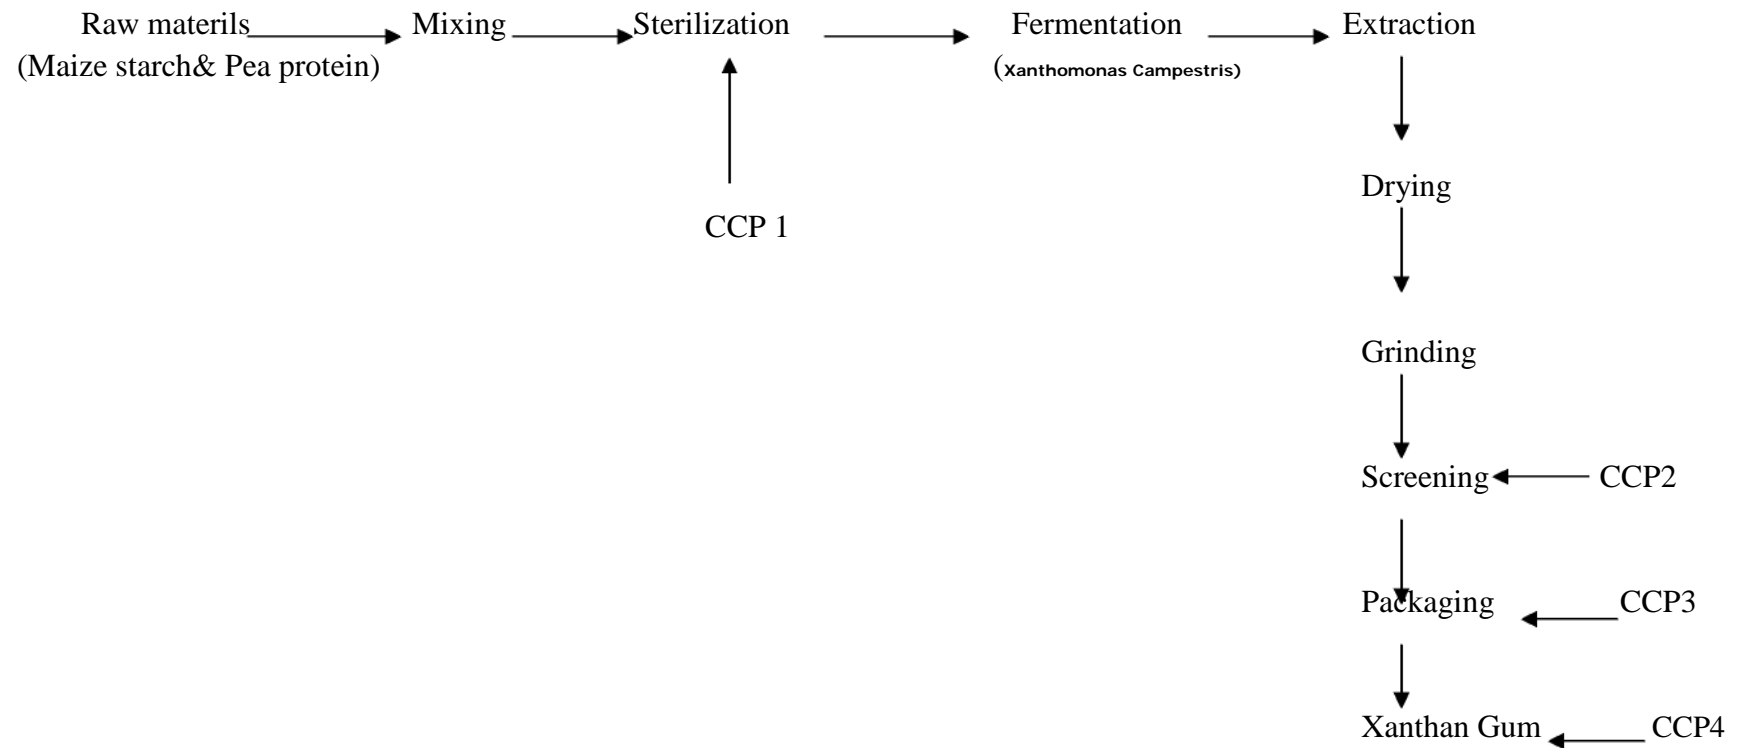 Raw materils Mixing Sterilization Fermentation Extraction
(Maize starch& Pea protein) (Xanthomonas Campestris)
Drying
CCP 1
Grinding
Screening CCP2
Packaging CCP3
Xanthan Gum CCP4